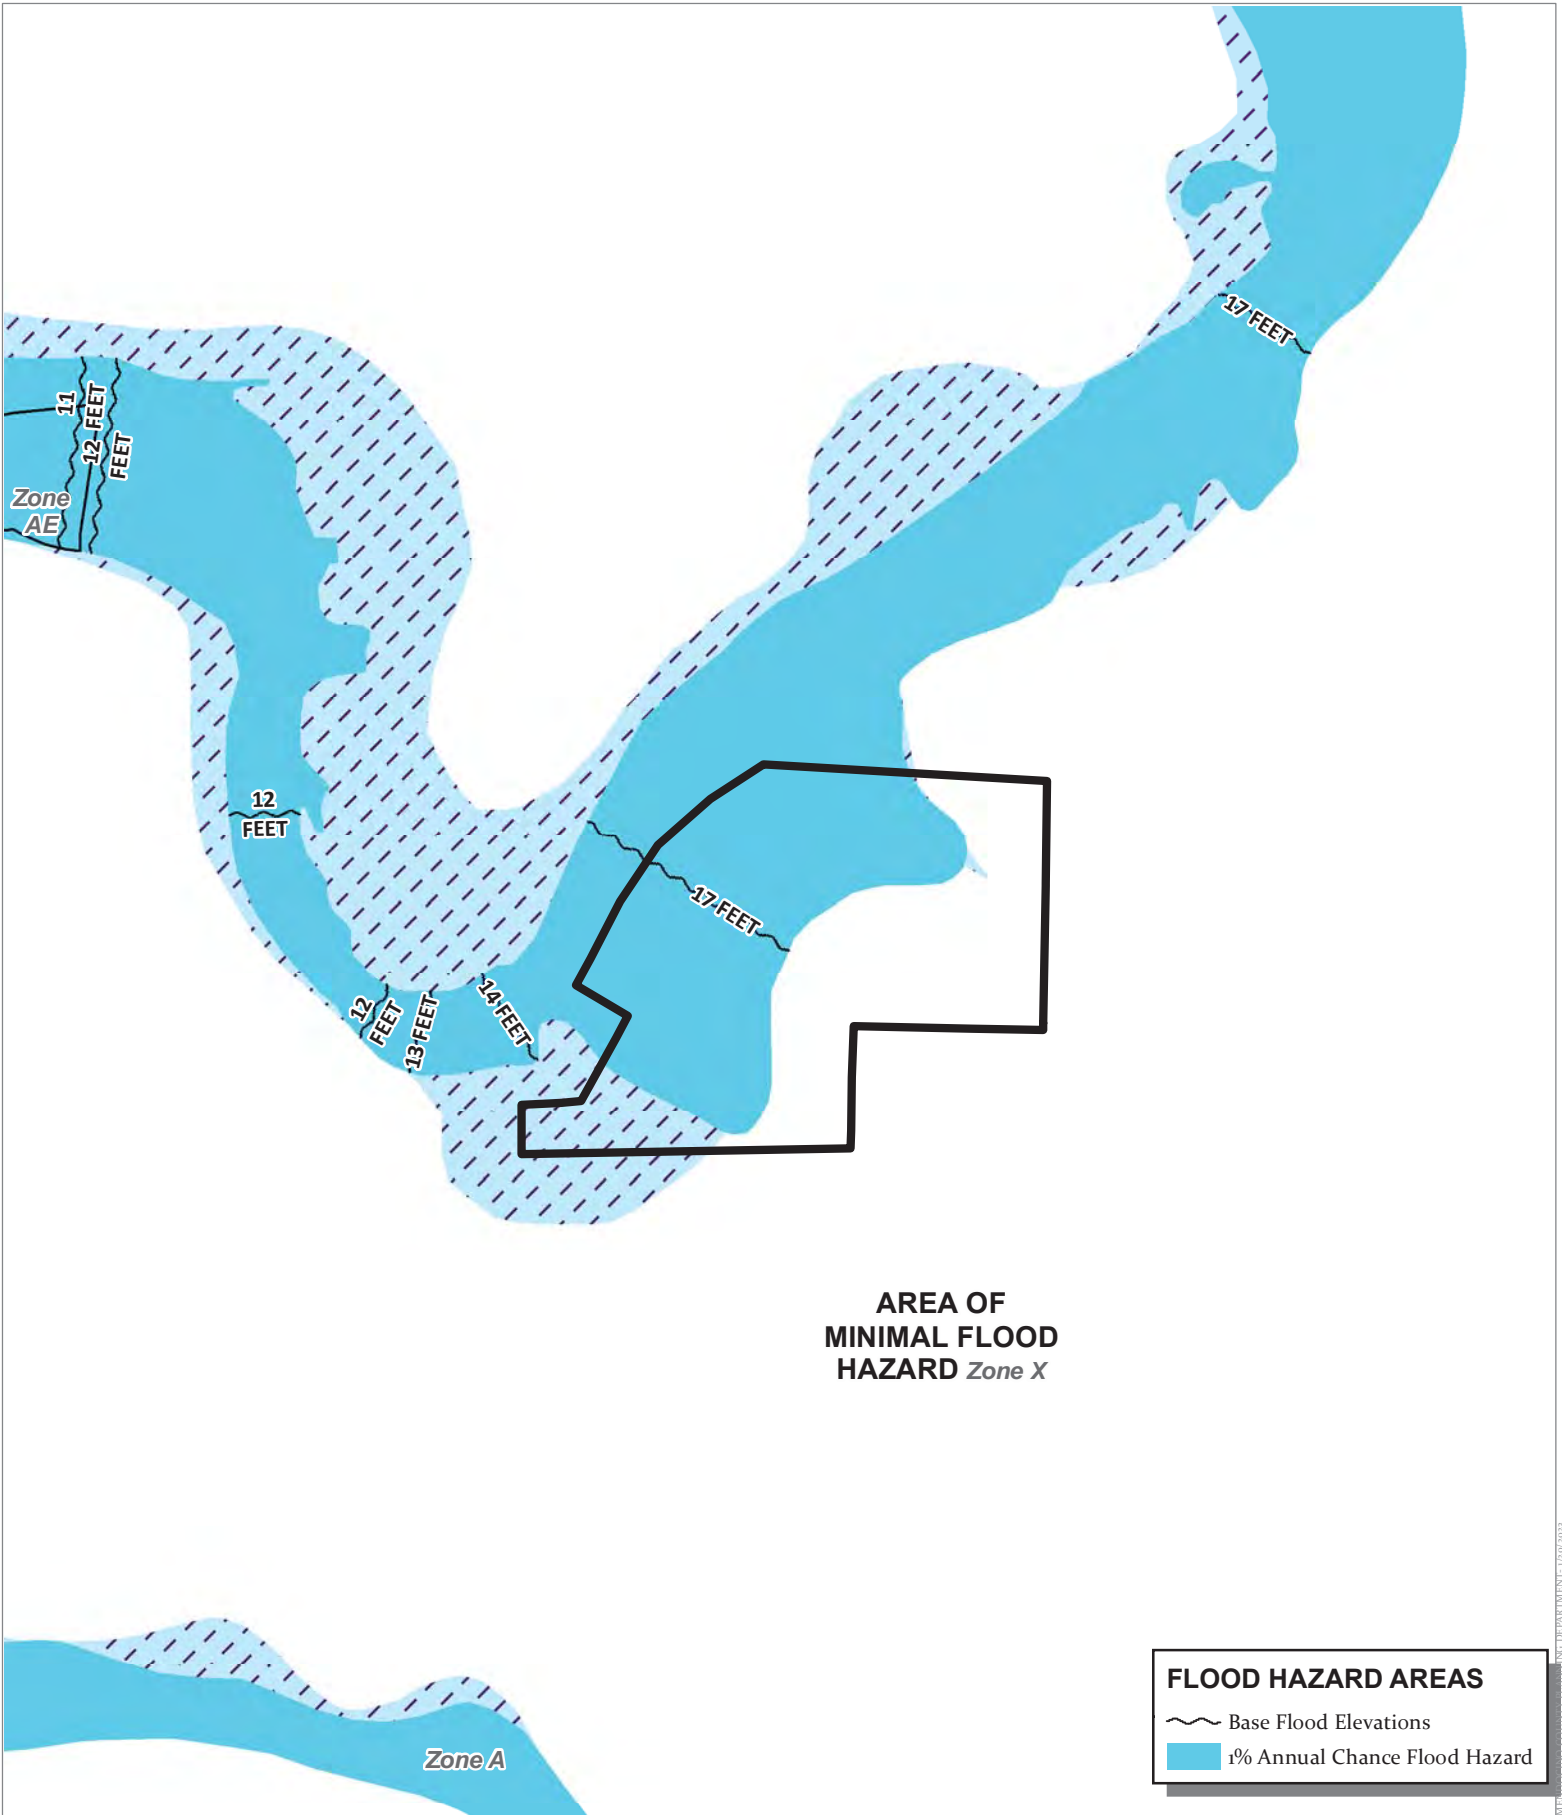 17 FEET
11
12 FEET
FEET
Zone
AE
12
FEET
17 FEET
12
FEET
13 FEET
14 FEET
AREA OF
MINIMAL FLOOD
HAZARD Zone X
Zone A
FLOOD HAZARD AREAS
Base Flood Elevations
1% Annual Chance Flood Hazard